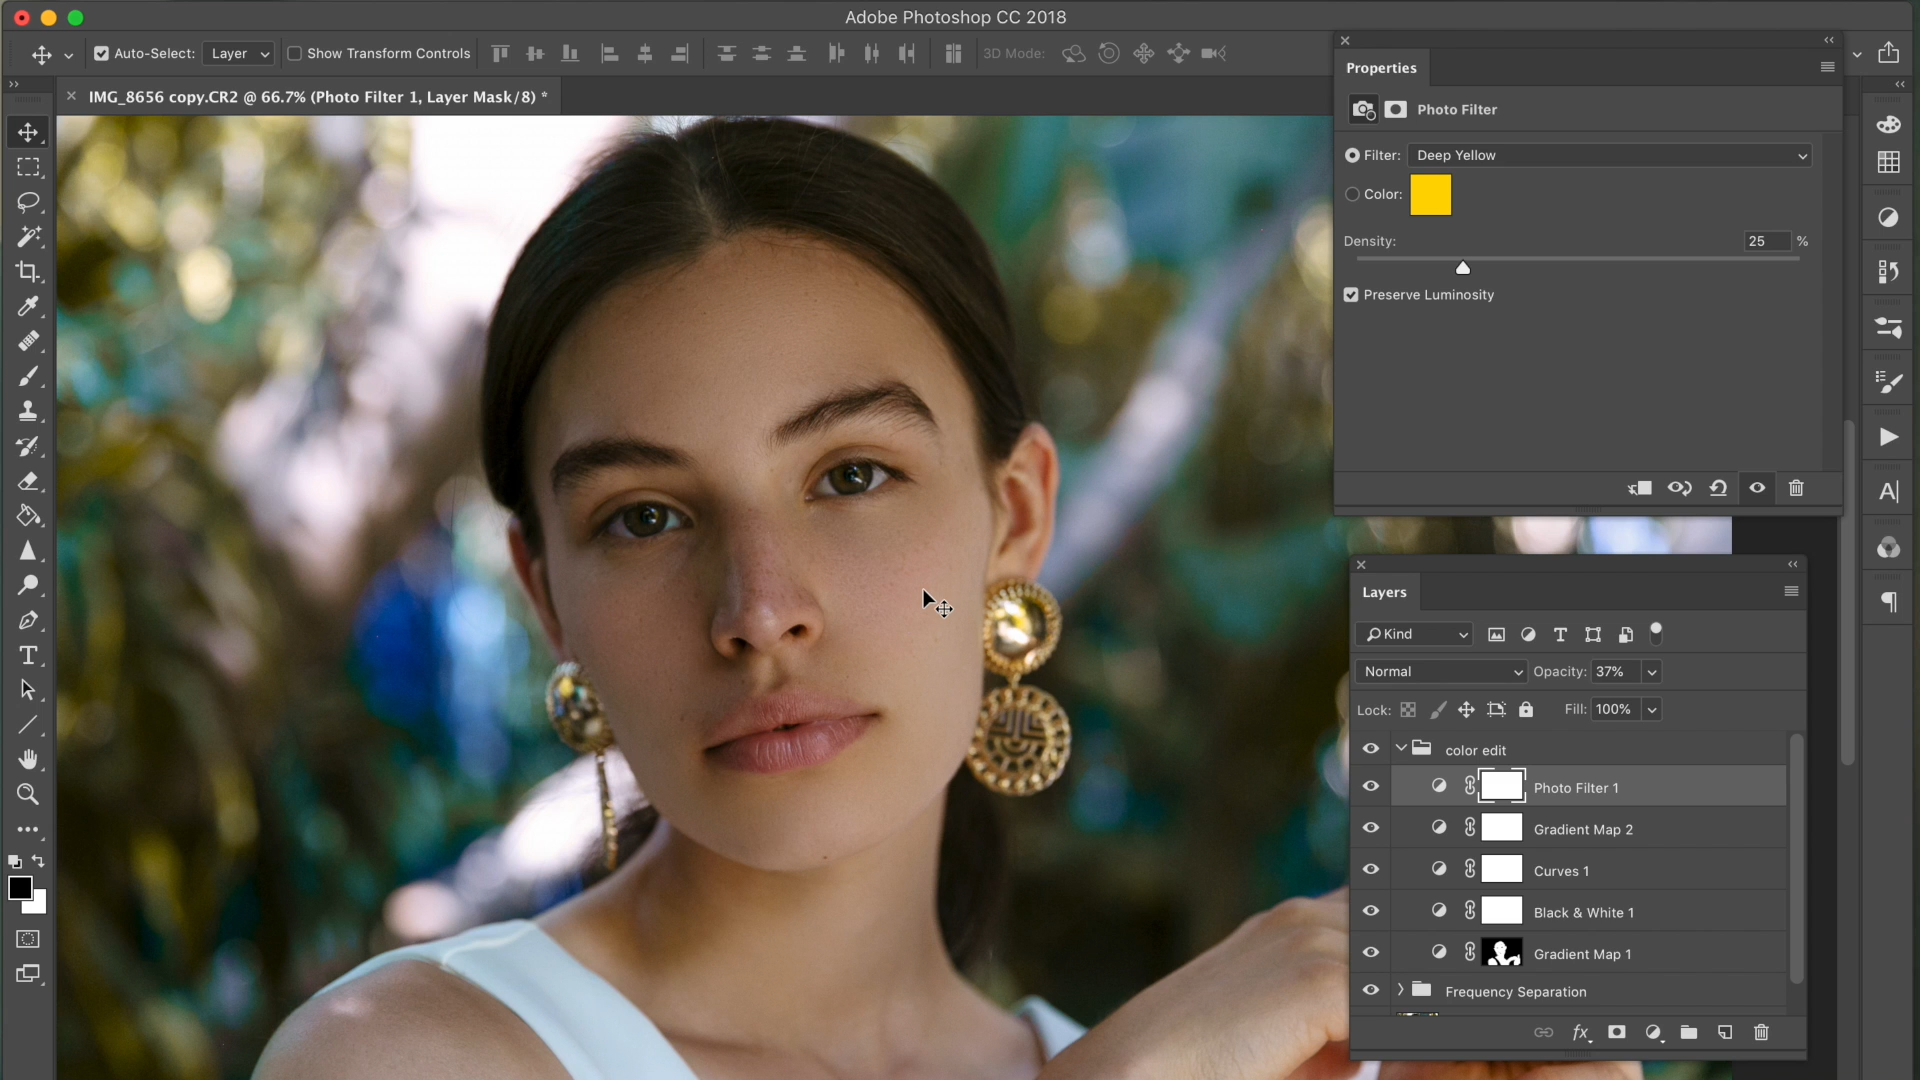 Adobe Photoshop CC 2018
Auto-Select: Layer Show Transform Controls 3D Mode:
IMG_8656 copy.CR2 @ 66.7% (Photo Filter 1, Layer Mask/8) *
Properties
Photo Filter
Filter: Deep Yellow
Color:
Density: 25 %
Preserve Luminosity
Layers
Kind
Normal Opacity: 37%
Lock: Fill: 100%
color edit
Photo Filter 1
Gradient Map 2
Curves 1
Black & White 1
Gradient Map 1
Frequency Separation
fx